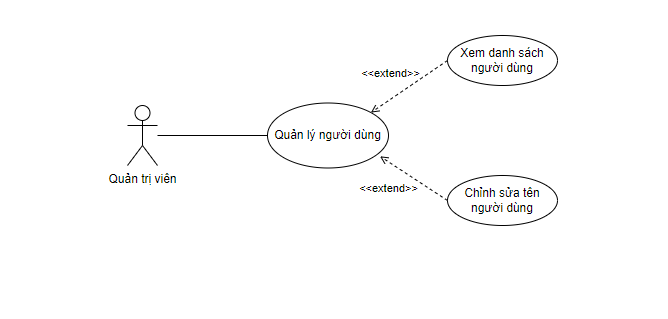 Xem danh sách
người dùng
<<extend>>
Quản lý người dùng
Quản trị viên
<<extend>>
Chỉnh sửa tên
người dùng